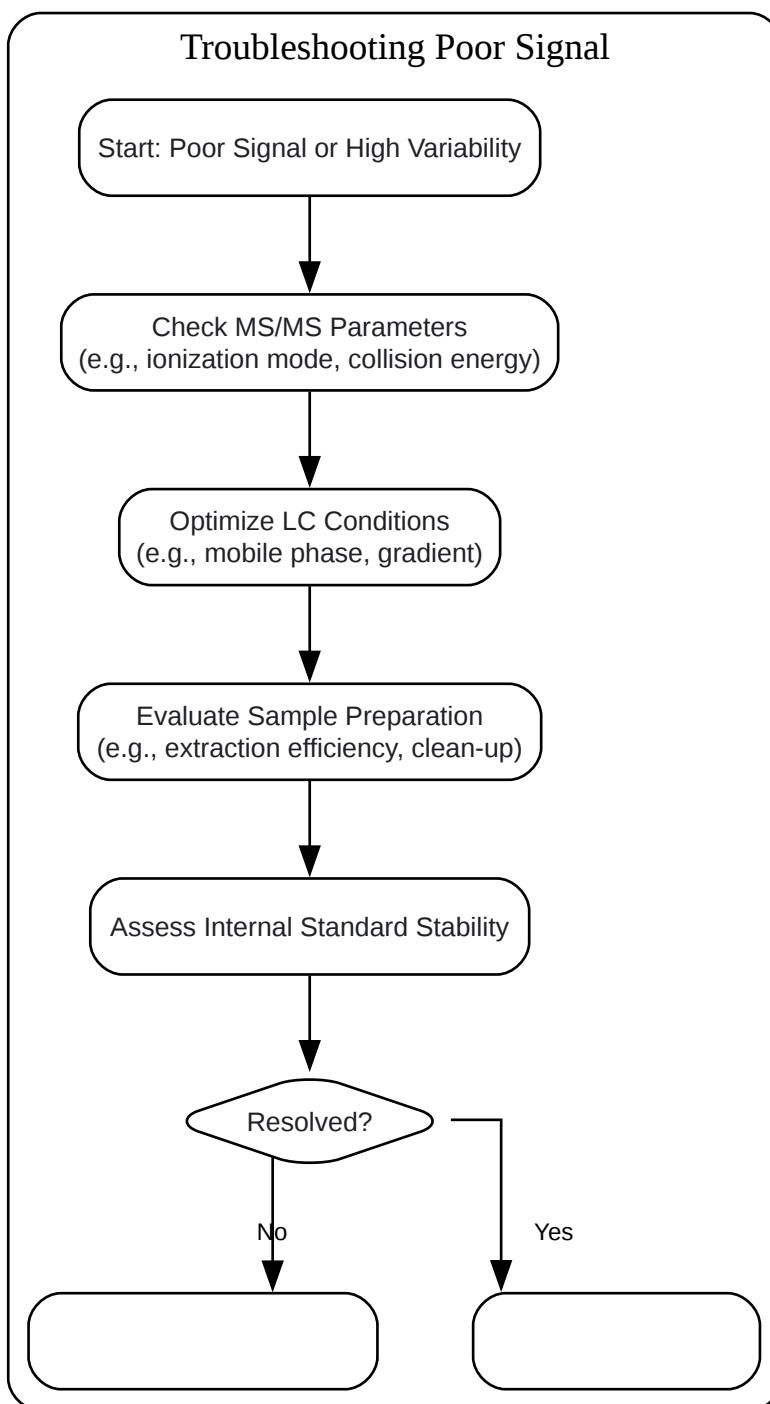 Troubleshooting Poor Signal
Start: Poor Signal or High Variability
Check MS/MS Parameters
(e.g., ionization mode, collision energy)
Optimize LC Conditions
(e.g., mobile phase, gradient)
Evaluate Sample Preparation
(e.g., extraction efficiency, clean-up)
Assess Internal Standard Stability
Resolved?
No
Yes